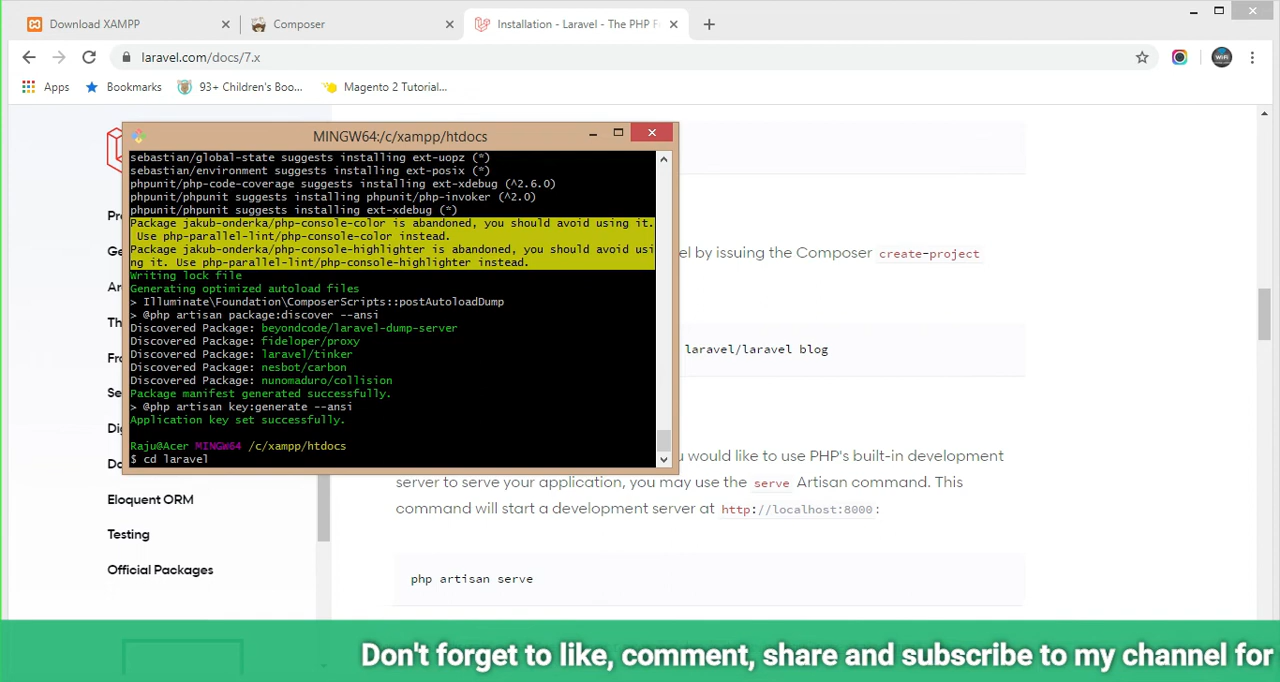 Download XAMPP
Composer
Installation - Laravel - The PHP F
laravel.com/docs/7.x
WiFi
Apps
Bookmarks
93+ Children's Boo...
Magento 2 Tutorial...
MINGW64:/c/xampp/htdocs
sebastian/global-state suggests installing ext-uopz (*)
sebastian/environment suggests installing ext-posix (*)
phpunit/php-code-coverage suggests installing ext-xdebug (^2.6.0)
phpunit/phpunit suggests installing phpunit/php-invoker (^2.0)
phpunit/phpunit suggests installing ext-xdebug (*)
Package jakub-onderka/php-console-color is abandoned, you should avoid using it.
Use php-parallel-lint/php-console-color instead.
Package jakub-onderka/php-console-highlighter is abandoned, you should avoid usi
ng it. Use php-parallel-lint/php-console-highlighter instead.
Writing lock file
Generating optimized autoload files
> Illuminate\Foundation\ComposerScripts::postAutoloadDump
> @php artisan package:discover --ansi
Discovered Package: beyondcode/laravel-dump-server
Discovered Package: fideloper/proxy
Discovered Package: laravel/tinker
Discovered Package: nesbot/carbon
Discovered Package: nunomaduro/collision
Package manifest generated successfully.
> @php artisan key:generate --ansi
Application key set successfully.
Raju@Acer MINGW64 /c/xampp/htdocs
$ cd laravel
Pr
Ge
Ar
Th
Fr
Se
Dig
Da
Eloquent ORM
Testing
Official Packages
el by issuing the Composer create-project
laravel/laravel blog
u would like to use PHP's built-in development
server to serve your application, you may use the serve Artisan command. This
command will start a development server at http://localhost:8000:
php artisan serve
Don't forget to like, comment, share and subscribe to my channel for